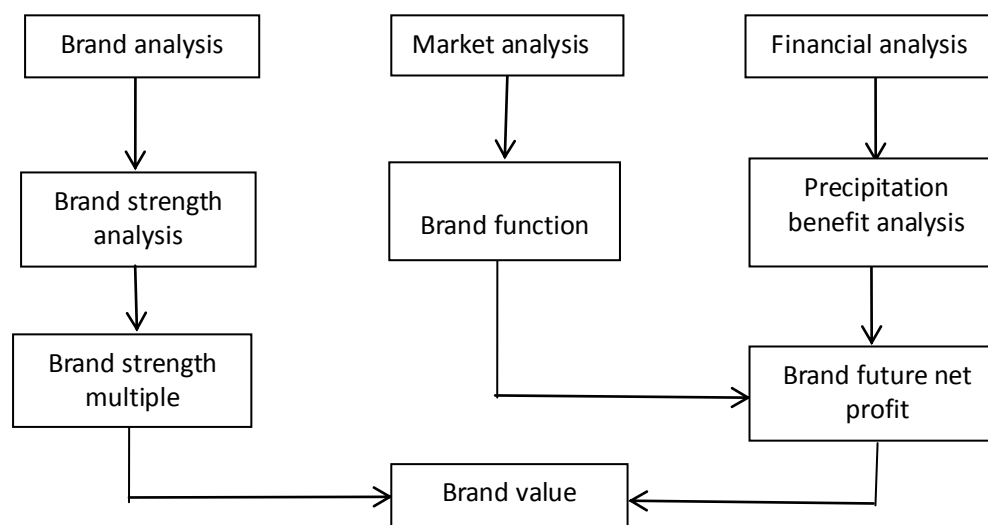 Brand analysis
Market analysis
Financial analysis
Brand strength
analysis
Brand function
Precipitation
benefit analysis
Brand strength
multiple
Brand future net
profit
Brand value